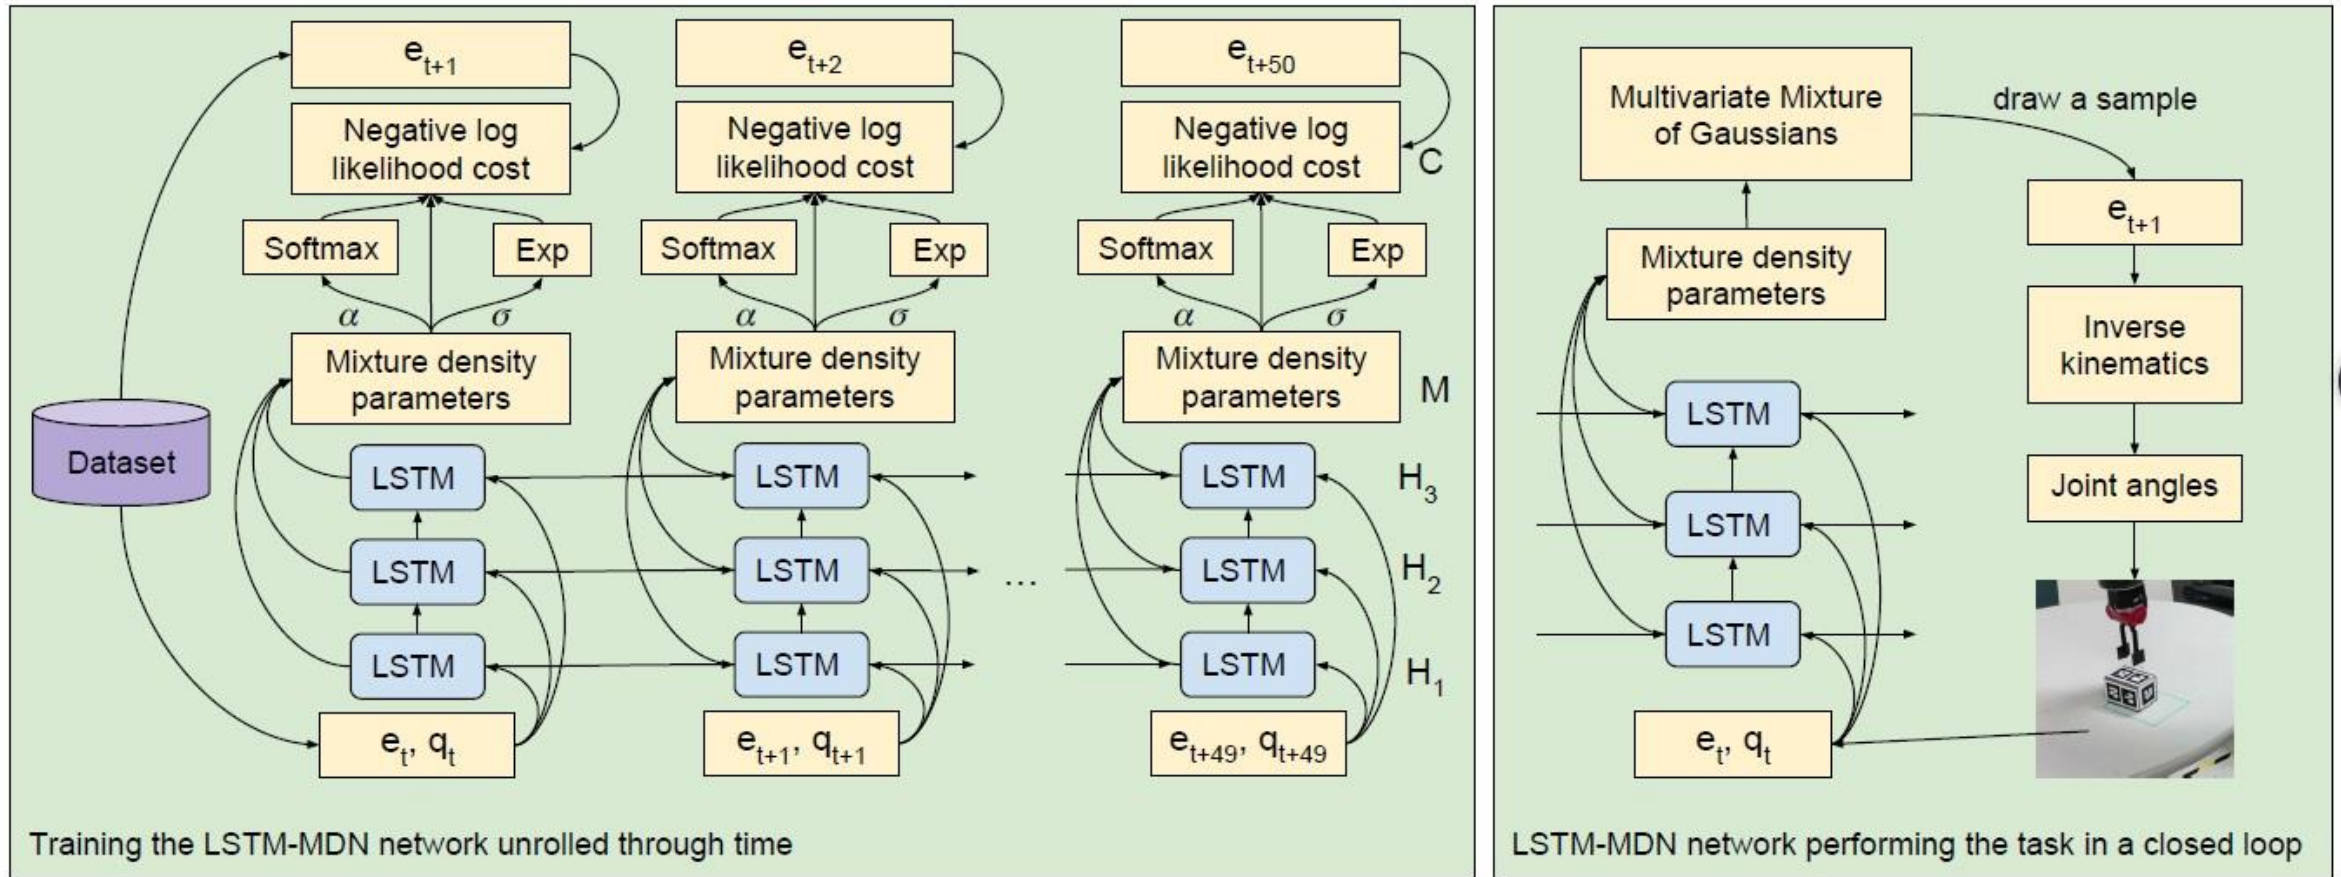 e_{t+1}
e_{t+2}
e_{t+50}
Negative log
likelihood cost
Negative log
likelihood cost
Negative log
likelihood cost
C
Softmax
Exp
Softmax
Exp
Softmax
Exp
α
σ
α
σ
α
σ
Mixture density
parameters
Mixture density
parameters
Mixture density
parameters
M
Dataset
LSTM
LSTM
LSTM
H_3
LSTM
LSTM
...
LSTM
H_2
LSTM
LSTM
LSTM
H_1
e_t, q_t
e_{t+1}, q_{t+1}
e_{t+49}, q_{t+49}
Training the LSTM-MDN network unrolled through time
Multivariate Mixture
of Gaussians
draw a sample
e_{t+1}
Mixture density
parameters
Inverse
kinematics
LSTM
Joint angles
LSTM
LSTM
e_t, q_t
LSTM-MDN network performing the task in a closed loop